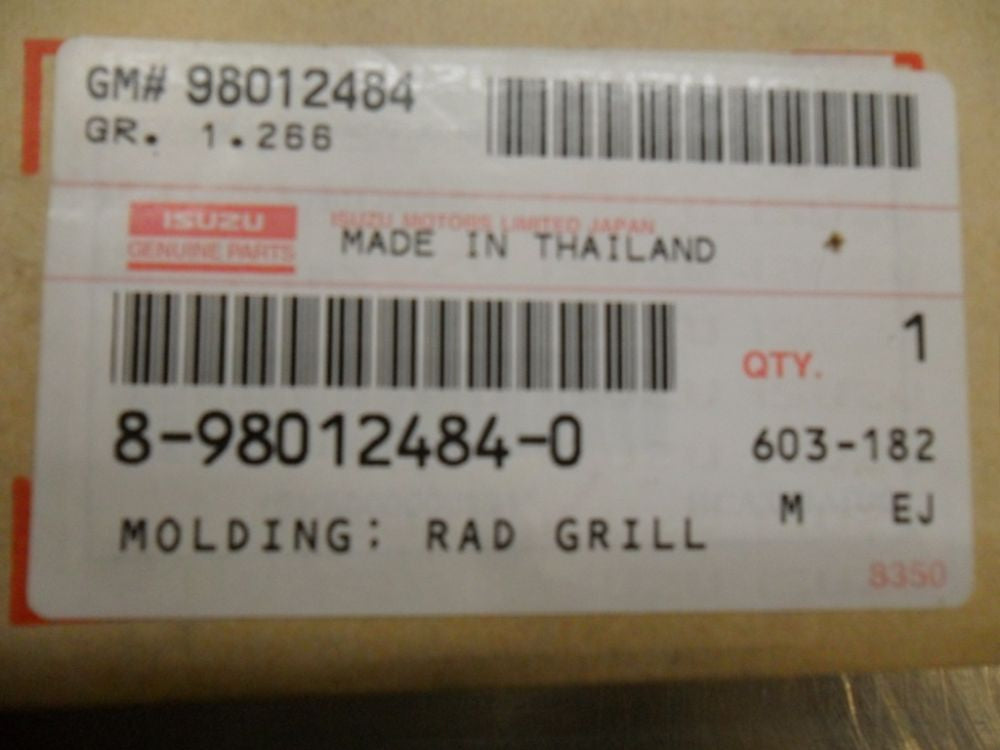 GM# 98012484
GR. 1.266
ISUZU
GENUINE PARTS
ISUZU MOTORS LIMITED JAPAN
MADE IN THAILAND
QTY. 1
8-98012484-0
603-182
M EJ
MOLDING: RAD GRILL
8350